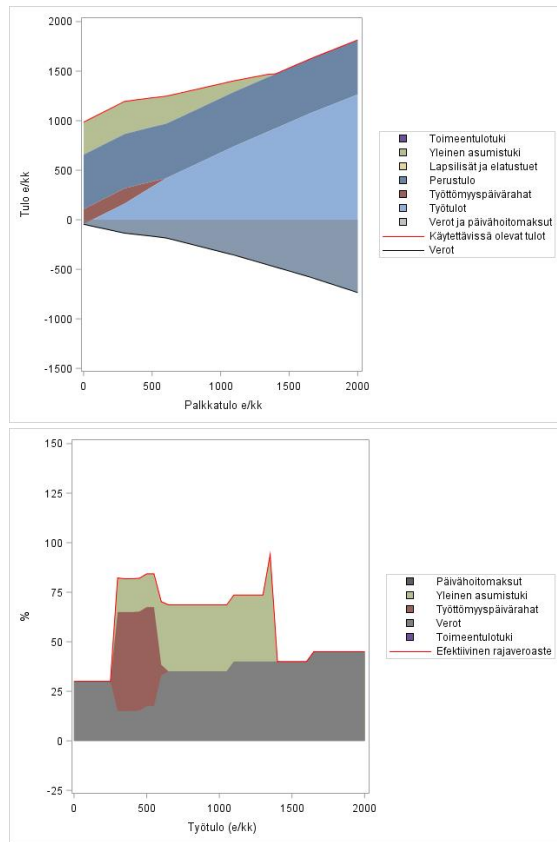 2000
1500
1000
500
0
-500
-1000
-1500
Tulo e/kk
0 500 1000 1500 2000
Palkkatulo e/kk
Toimeentulotuki
Yleinen asumistuki
Lapsilisät ja elatustuet
Perustulo
Työttömyyspäivärahat
Työtulot
Verot ja päivähoitomaksut
Käytettävissä olevat tulot
Verot
150
125
100
75
50
25
0
-25
%
0 500 1000 1500 2000
Työtulo (e/kk)
Päivähoitomaksut
Yleinen asumistuki
Työttömyyspäivärahat
Verot
Toimeentulotuki
Efektiivinen rajaveroaste